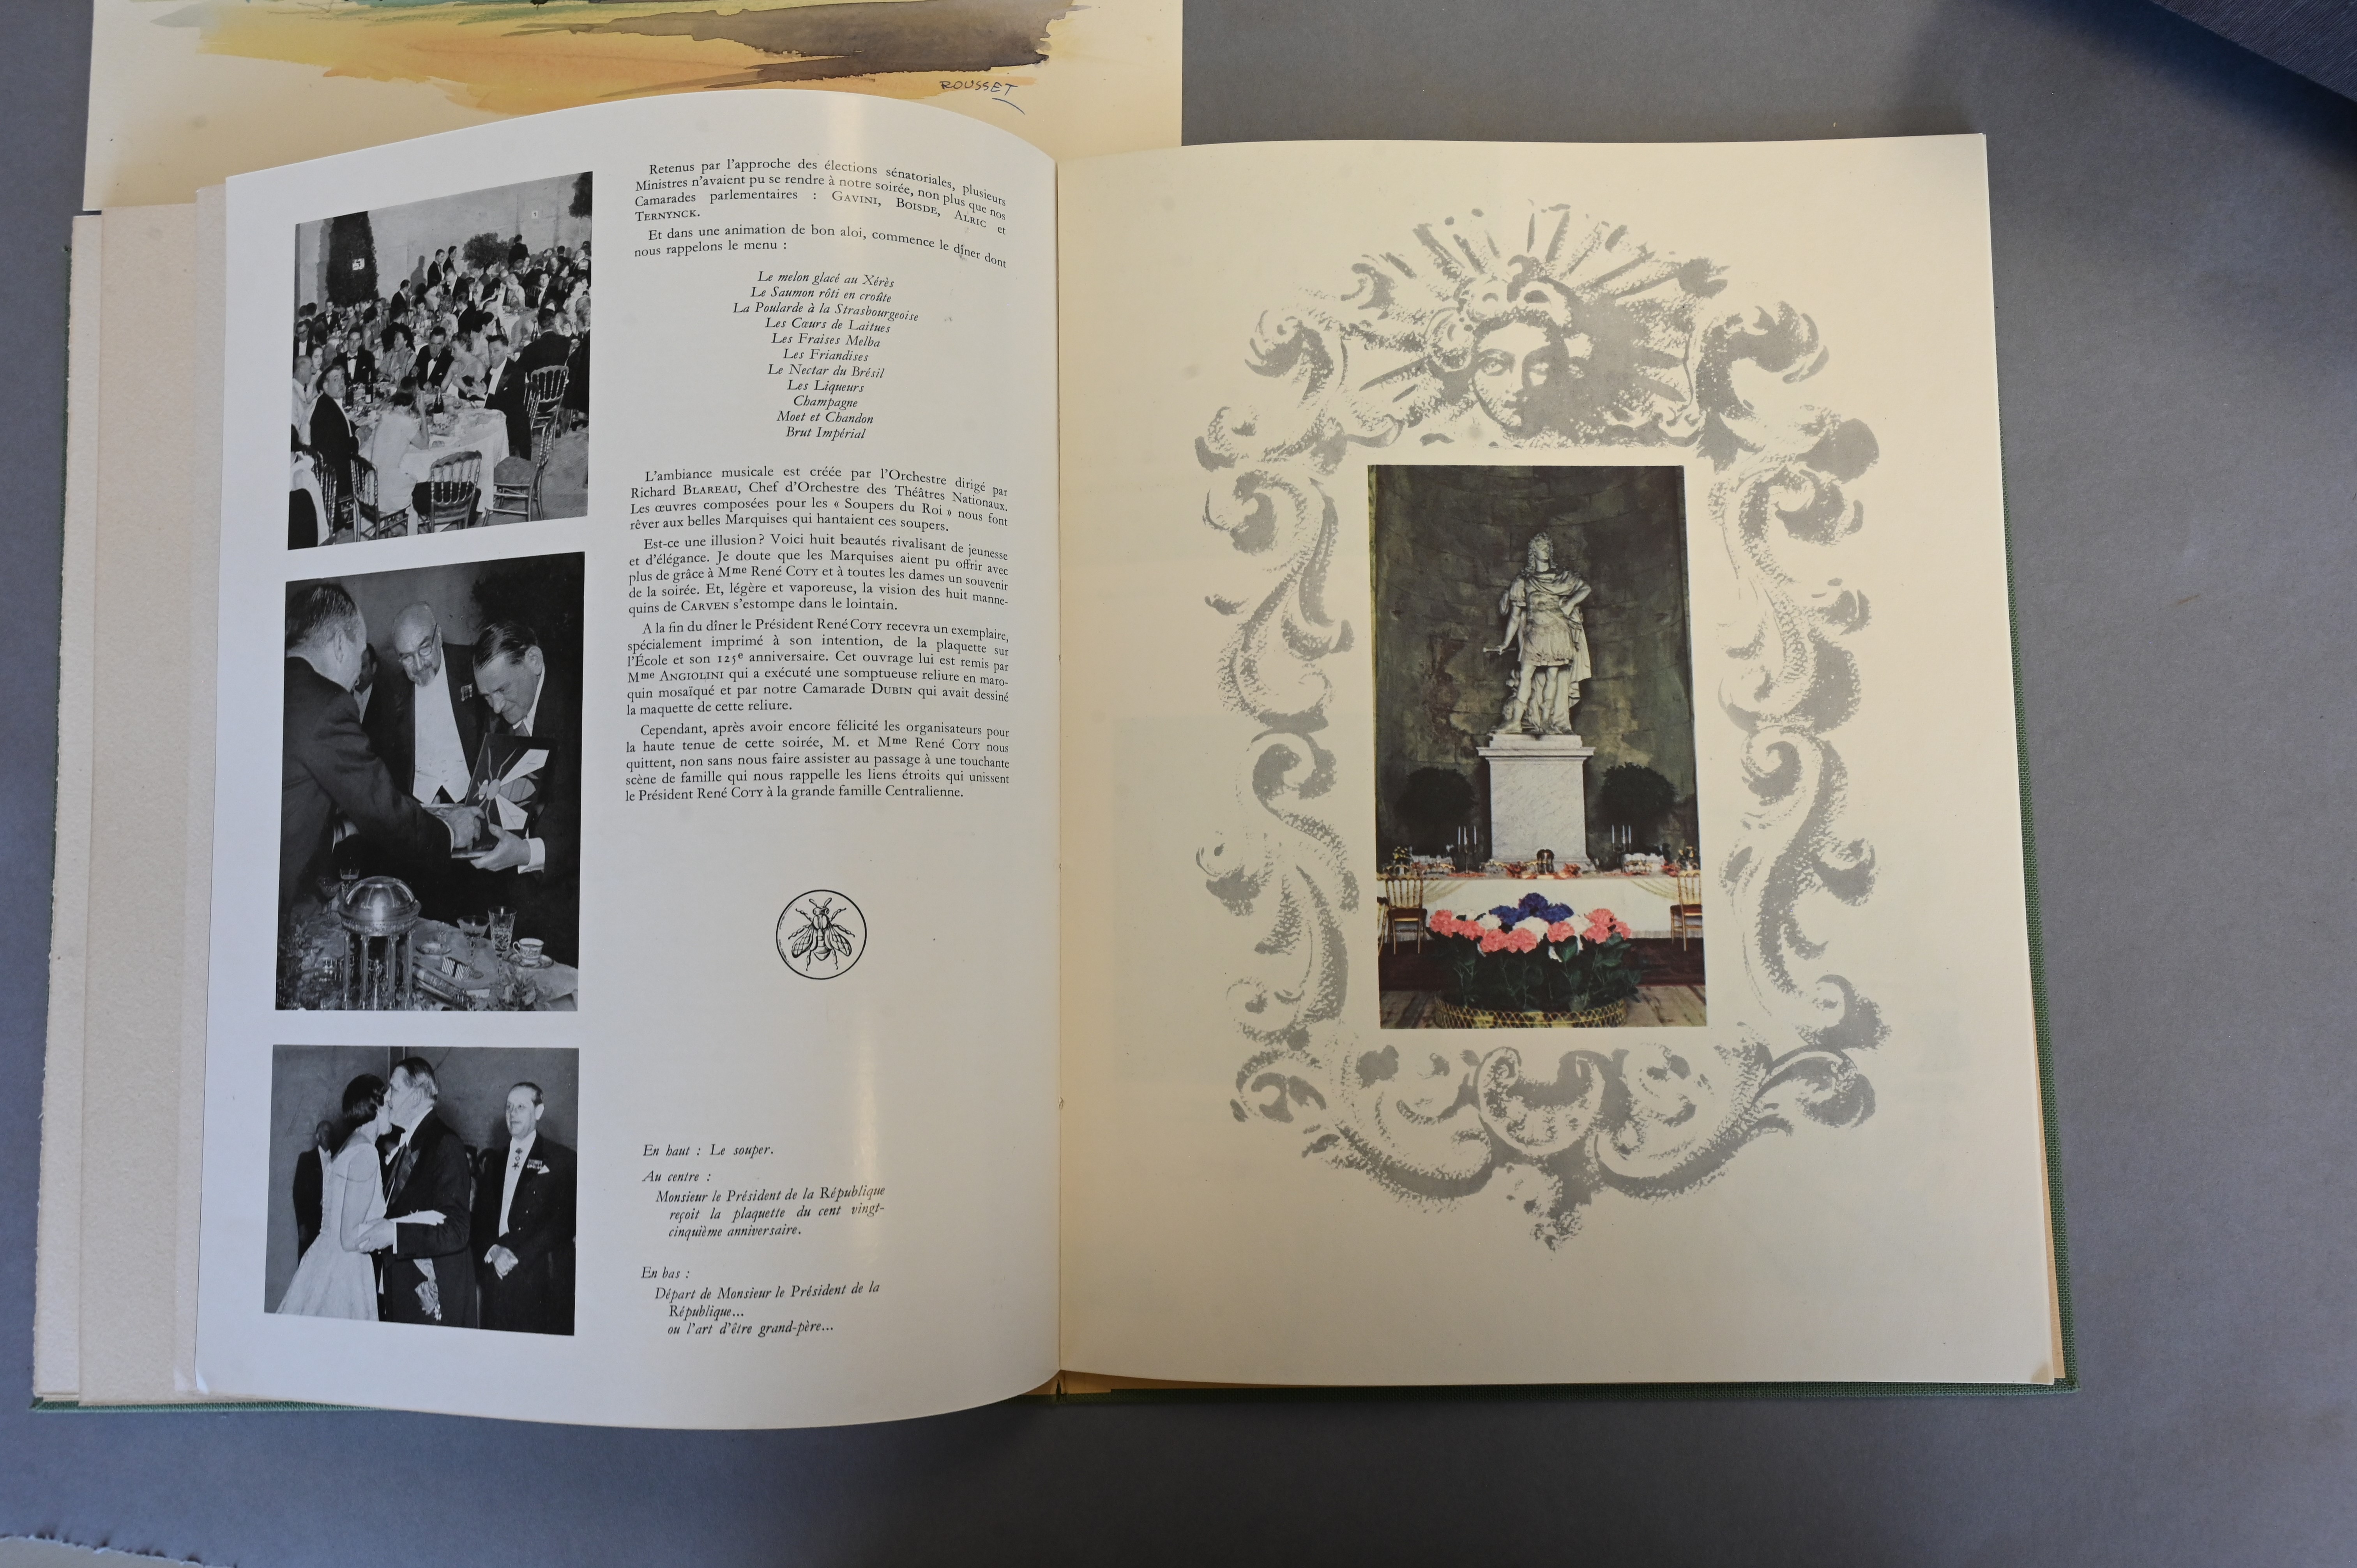 ROUSSET
Retenus par l'approche des élections sénatoriales, plusieurs
Ministres n'avaient pu se rendre à notre soirée, non plus que nos
Camarades parlementaires : GAVINI, BOISDE, ALRIC et
TERNYNCK.
Et dans une animation de bon aloi, commence le dîner dont
nous rappelons le menu :
Le melon glacé au Xérès
Le Saumon rôti en croûte
La Poularde à la Strasbourgeoise
Les Cœurs de Laitues
Les Fraises Melba
Les Friandises
Le Nectar du Brésil
Les Liqueurs
Champagne
Moet et Chandon
Brut Impérial
L'ambiance musicale est créée par l'Orchestre dirigé par
Richard BLAREAU, Chef d'Orchestre des Théâtres Nationaux.
Les œuvres composées pour les « Soupers du Roi » nous font
rêver aux belles Marquises qui hantaient ces soupers.
Est-ce une illusion? Voici huit beautés rivalisant de jeunesse
et d'élégance. Je doute que les Marquises aient pu offrir avec
plus de grâce à Mme René COTY et à toutes les dames un souvenir
de la soirée. Et, légère et vaporeuse, la vision des huit manne-
quins de CARVEN s'estompe dans le lointain.
A la fin du dîner le Président René COTY recevra un exemplaire,
spécialement imprimé à son intention, de la plaquette sur
l'École et son 125e anniversaire. Cet ouvrage lui est remis par
Mme ANGIOLINI qui a exécuté une somptueuse reliure en maro-
quin mosaïqué et par notre Camarade DUBIN qui avait dessiné
la maquette de cette reliure.
Cependant, après avoir encore félicité les organisateurs pour
la haute tenue de cette soirée, M. et Mme René COTY nous
quittent, non sans nous faire assister au passage à une touchante
scène de famille qui nous rappelle les liens étroits qui unissent
le Président René COTY à la grande famille Centralienne.
En haut : Le souper.
Au centre :
Monsieur le Président de la République
reçoit la plaquette du cent vingt-
cinquième anniversaire.
En bas :
Départ de Monsieur le Président de la
République...
ou l'art d'être grand-père...